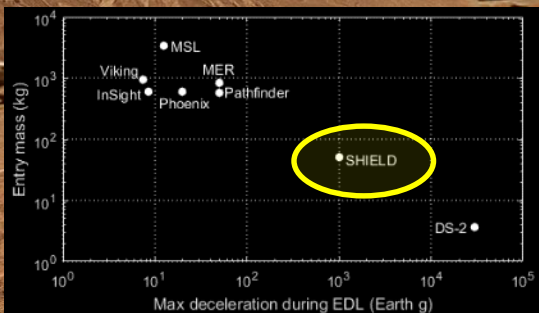 10⁴
MSL
Viking
MER
10³
InSight
Phoenix
Pathfinder
Entry mass (kg)
10²
SHIELD
10¹
DS-2
10⁰
10⁰ 10¹ 10² 10³ 10⁴ 10⁵
Max deceleration during EDL (Earth g)